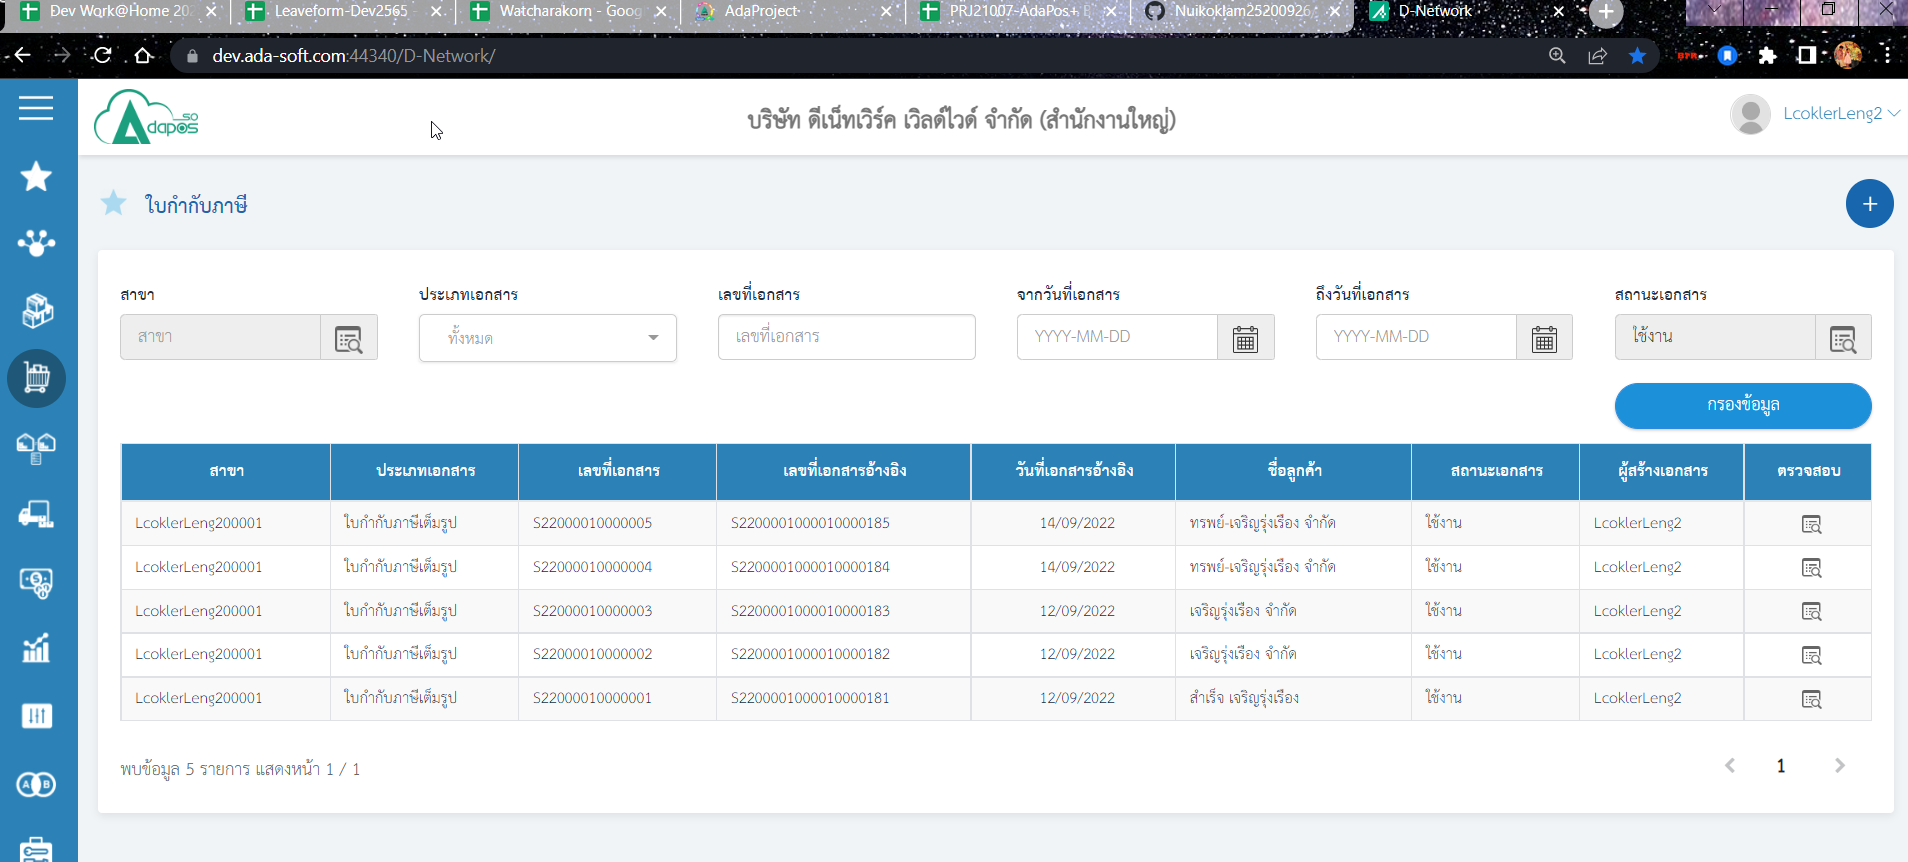 Dev Work@Home 202
Leaveform-Dev2565
Watcharakorn - Goog
AdaProject
PRJ21007-AdaPos+ E
Nuikoklam25200926
D-Network
dev.ada-soft.com:44340/D-Network/
Adapos SO
บริษัท ดีเน็ทเวิร์ค เวิลด์ไวด์ จำกัด (สำนักงานใหญ่)
LcoklerLeng2
ใบกำกับภาษี
สาขา ประเภทเอกสาร เลขที่เอกสาร จากวันที่เอกสาร ถึงวันที่เอกสาร สถานะเอกสาร
สาขา ทั้งหมด เลขที่เอกสาร YYYY-MM-DD YYYY-MM-DD ใช้งาน
กรองข้อมูล
สาขา ประเภทเอกสาร เลขที่เอกสาร เลขที่เอกสารอ้างอิง วันที่เอกสารอ้างอิง ชื่อลูกค้า สถานะเอกสาร ผู้สร้างเอกสาร ตรวจสอบ
LcoklerLeng200001 ใบกำกับภาษีเต็มรูป S22000010000005 S2200001000010000185 14/09/2022 ทรพย์-เจริญรุ่งเรือง จำกัด ใช้งาน LcoklerLeng2
LcoklerLeng200001 ใบกำกับภาษีเต็มรูป S22000010000004 S2200001000010000184 14/09/2022 ทรพย์-เจริญรุ่งเรือง จำกัด ใช้งาน LcoklerLeng2
LcoklerLeng200001 ใบกำกับภาษีเต็มรูป S22000010000003 S2200001000010000183 12/09/2022 เจริญรุ่งเรือง จำกัด ใช้งาน LcoklerLeng2
LcoklerLeng200001 ใบกำกับภาษีเต็มรูป S22000010000002 S2200001000010000182 12/09/2022 เจริญรุ่งเรือง จำกัด ใช้งาน LcoklerLeng2
LcoklerLeng200001 ใบกำกับภาษีเต็มรูป S22000010000001 S2200001000010000181 12/09/2022 สำเร็จ เจริญรุ่งเรือง ใช้งาน LcoklerLeng2
พบข้อมูล 5 รายการ แสดงหน้า 1 / 1
1